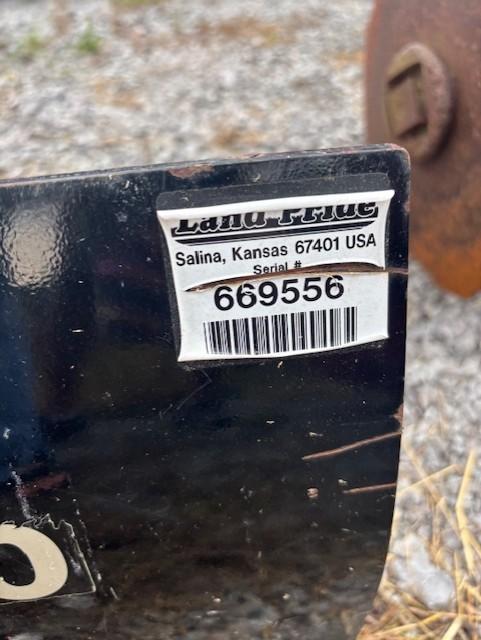 Land Pride
Salina, Kansas 67401 USA
Serial #
669556